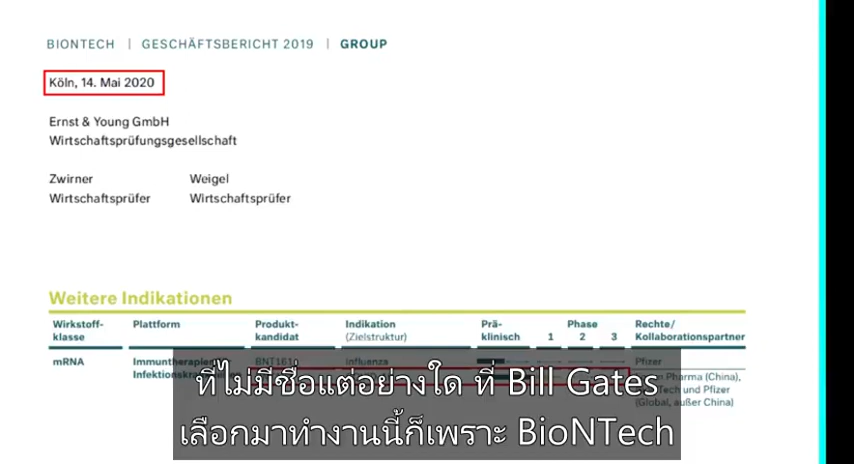 BIONTECH | GESCHÄFTSBERICHT 2019 | GROUP
Köln, 14. Mai 2020
Ernst & Young GmbH
Wirtschaftsprüfungsgesellschaft
Zwirner Weigel
Wirtschaftsprüfer Wirtschaftsprüfer
Weitere Indikationen
Wirkstoff- Plattform Produkt- Indikation Prä- Phase Rechte/
klasse kandidat (Zielstruktur) klinisch 1 2 3 Kollaborationspartner
mRNA Immuntherapie BNT161 Influenza Pfizer
Pharma (China),
und Pfizer
(Global, außer China)
ที่ไม่มีชื่อแต่อย่างใด ที่ Bill Gates
เลือกมาทำงานนี้ก็เพราะ BioNTech